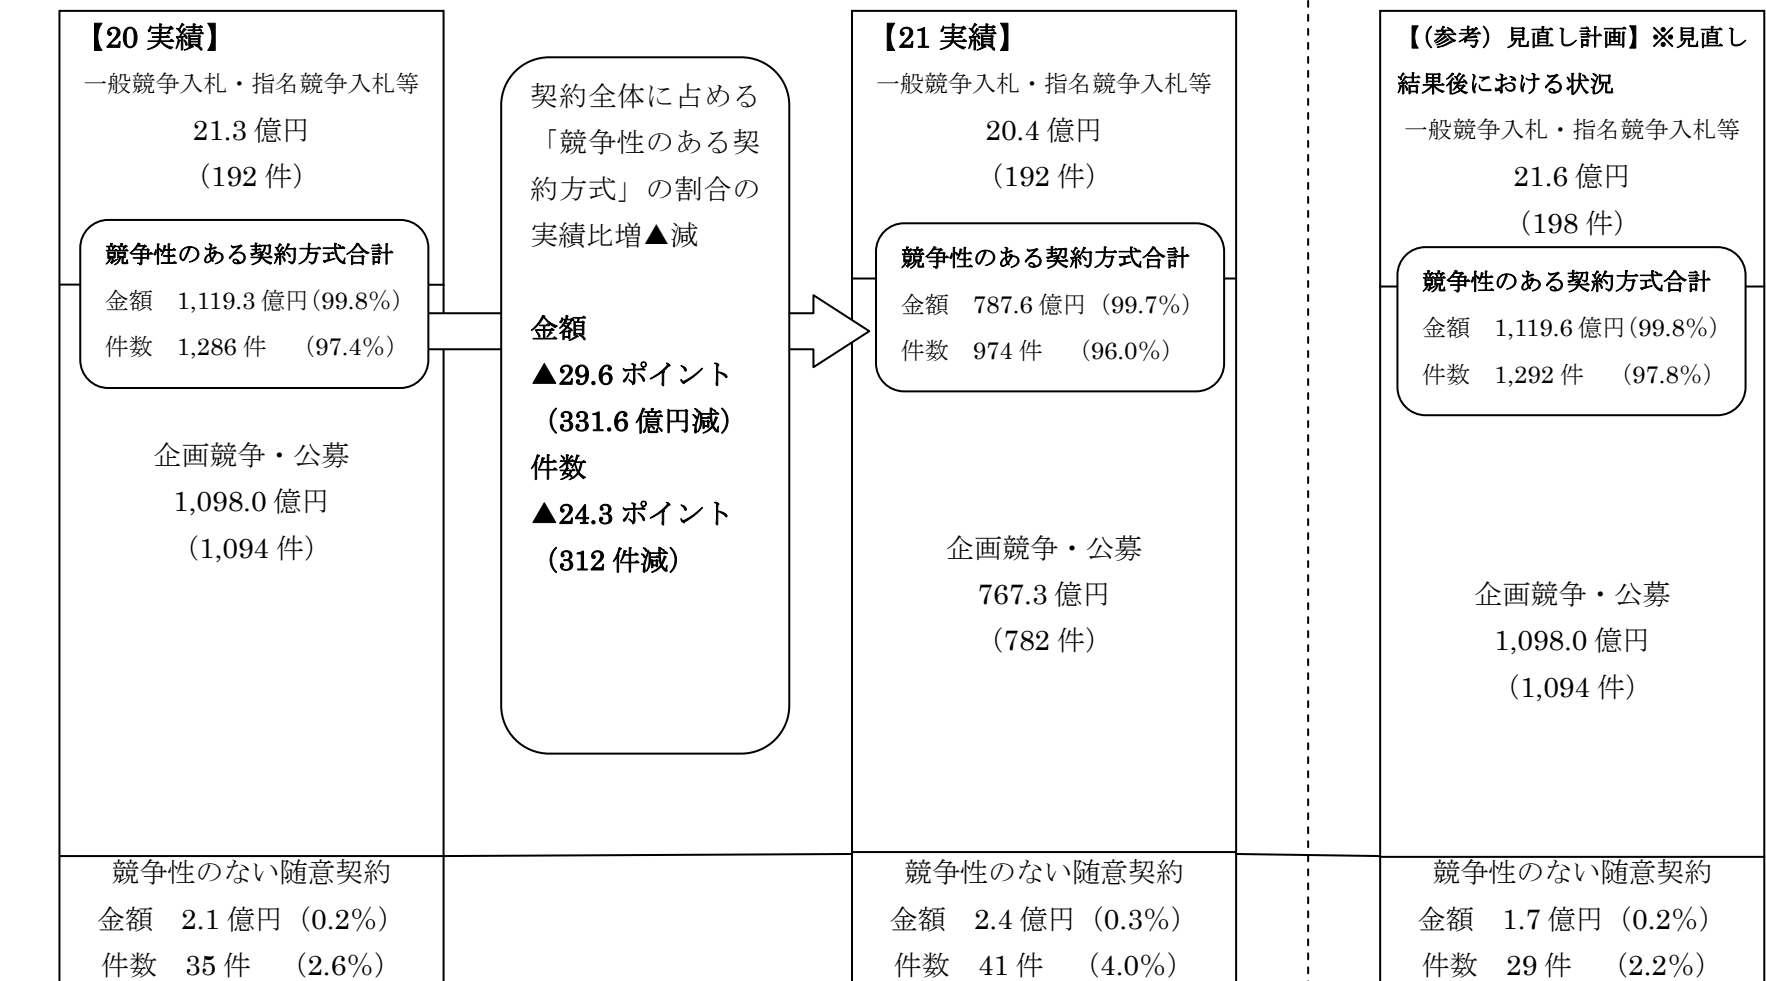 【20 実績】
一般競争入札・指名競争入札等
21.3 億円
（192 件）
競争性のある契約方式合計
金額　1,119.3 億円（99.8%）
件数　1,286 件　（97.4%）
企画競争・公募
1,098.0 億円
（1,094 件）
競争性のない随意契約
金額　2.1 億円（0.2%）
件数　35 件　（2.6%）
契約全体に占める
「競争性のある契
約方式」の割合の
実績比増▲減
金額
▲29.6 ポイント
（331.6 億円減）
件数
▲24.3 ポイント
（312 件減）
【21 実績】
一般競争入札・指名競争入札等
20.4 億円
（192 件）
競争性のある契約方式合計
金額　787.6 億円（99.7%）
件数　974 件　（96.0%）
企画競争・公募
767.3 億円
（782 件）
競争性のない随意契約
金額　2.4 億円（0.3%）
件数　41 件　（4.0%）
【（参考）見直し計画】※見直し
結果後における状況
一般競争入札・指名競争入札等
21.6 億円
（198 件）
競争性のある契約方式合計
金額　1,119.6 億円（99.8%）
件数　1,292 件　（97.8%）
企画競争・公募
1,098.0 億円
（1,094 件）
競争性のない随意契約
金額　1.7 億円（0.2%）
件数　29 件　（2.2%）